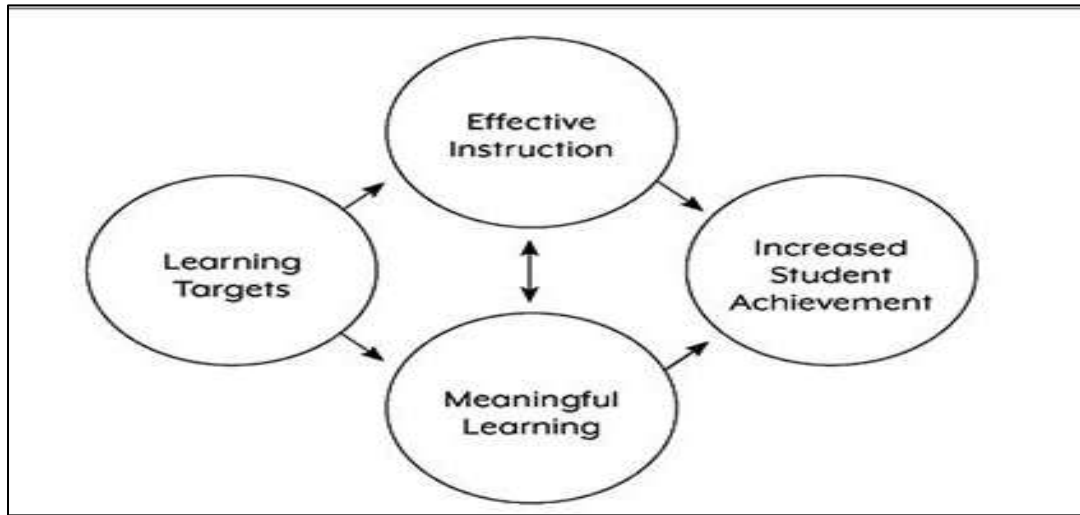 Effective
Instruction
Learning
Targets
Increased
Student
Achievement
Meaningful
Learning